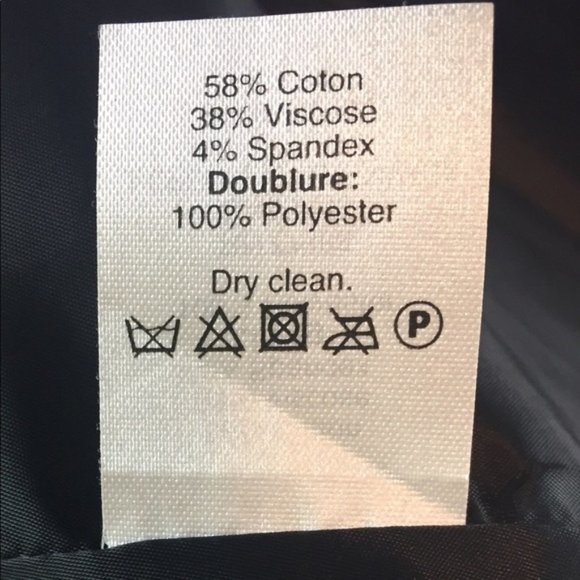 58% Coton
38% Viscose
4% Spandex
Doublure:
100% Polyester
Dry clean.
P